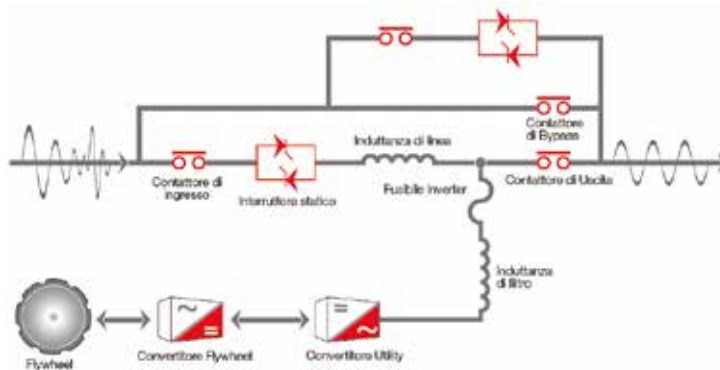 Contattore
di Bypass
Induttanza di linea
Contattore di
ingresso
Interruttore statico
Fusibile Inverter
Contattore di Uscita
Induttanza
di filtro
Flywheel
Convertitore Flywheel
Convertitore Utility